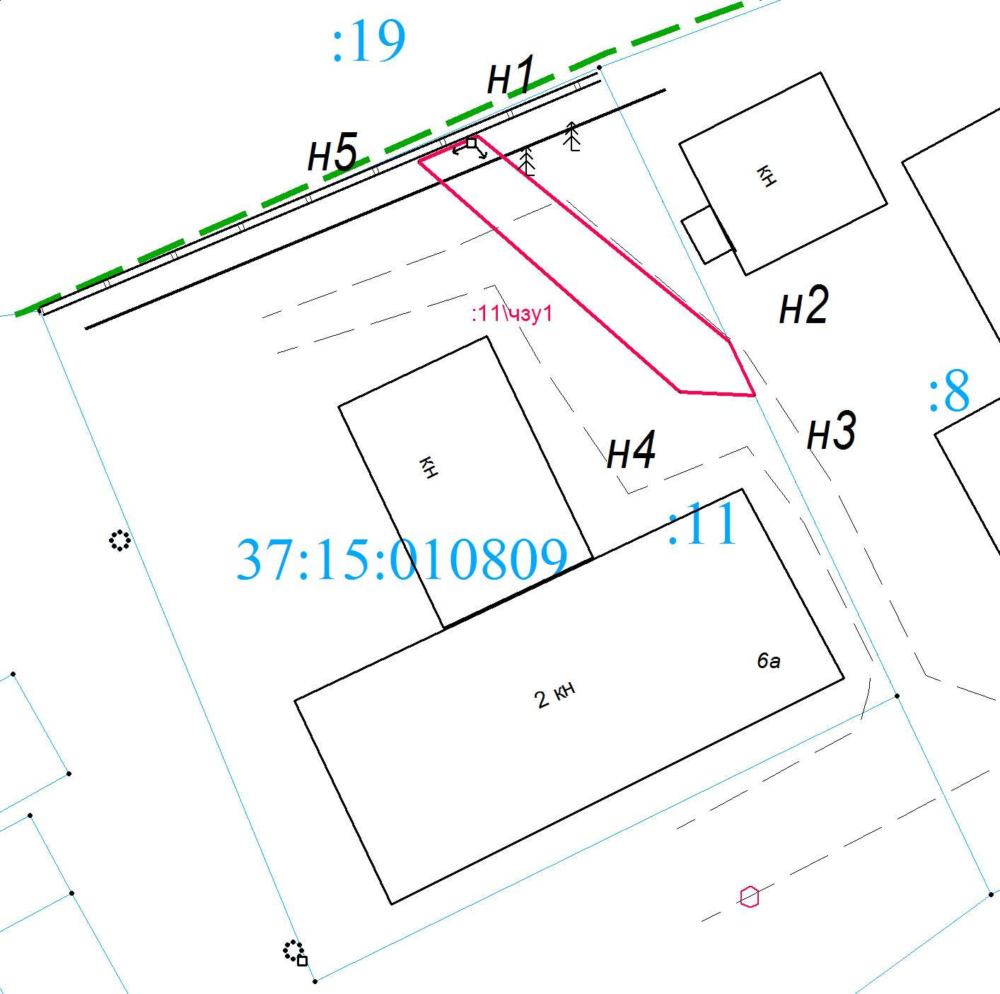 :19
н1
н5
кн
н2
:11\чзу1
:8
н3
н4
кн
:11
37:15:010809
6а
2 кн